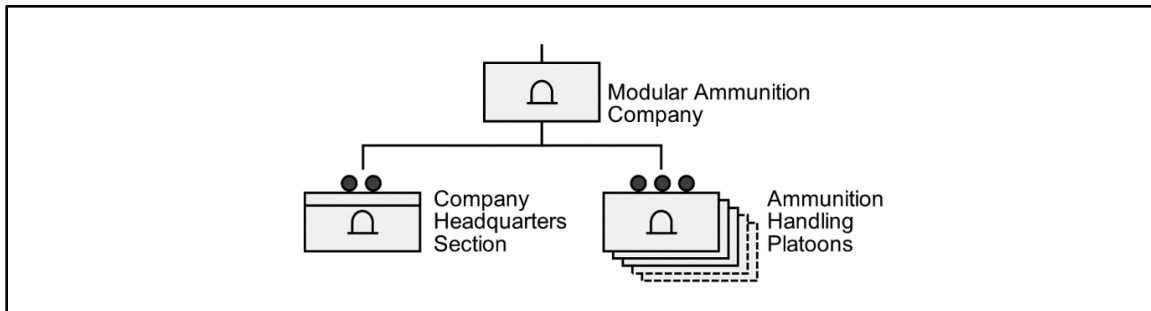 Modular Ammunition
Company
Company
Headquarters
Section
Ammunition
Handling
Platoons